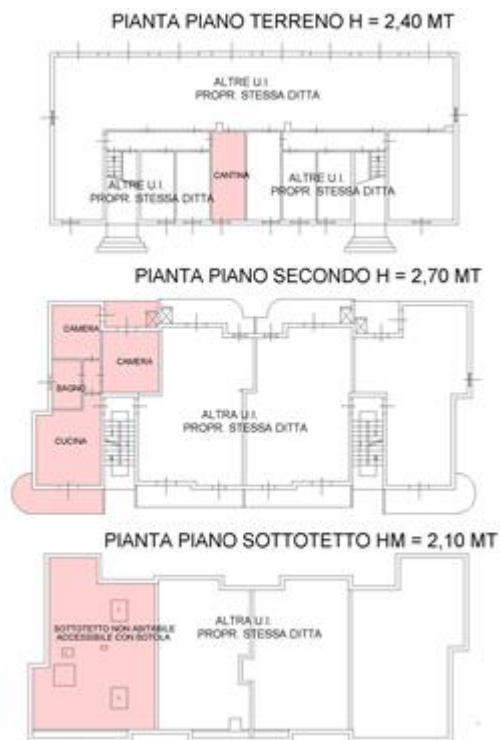 PIANTA PIANO TERRENO H = 2,40 MT
ALTRE U.I.
PROPR. STESSA DITTA
CANTINA
ALTRE U.I.
PROPR. STESSA DITTA
ALTRE U.I.
PROPR. STESSA DITTA
PIANTA PIANO SECONDO H = 2,70 MT
CAMERA
CAMERA
BAGNO
CUCINA
ALTRA U.I.
PROPR. STESSA DITTA
PIANTA PIANO SOTTOTETTO HM = 2,10 MT
SOTTOTETTO NON ABITABILE
ACCESSIBILE CON BOTOLA
ALTRA U.I.
PROPR. STESSA DITTA